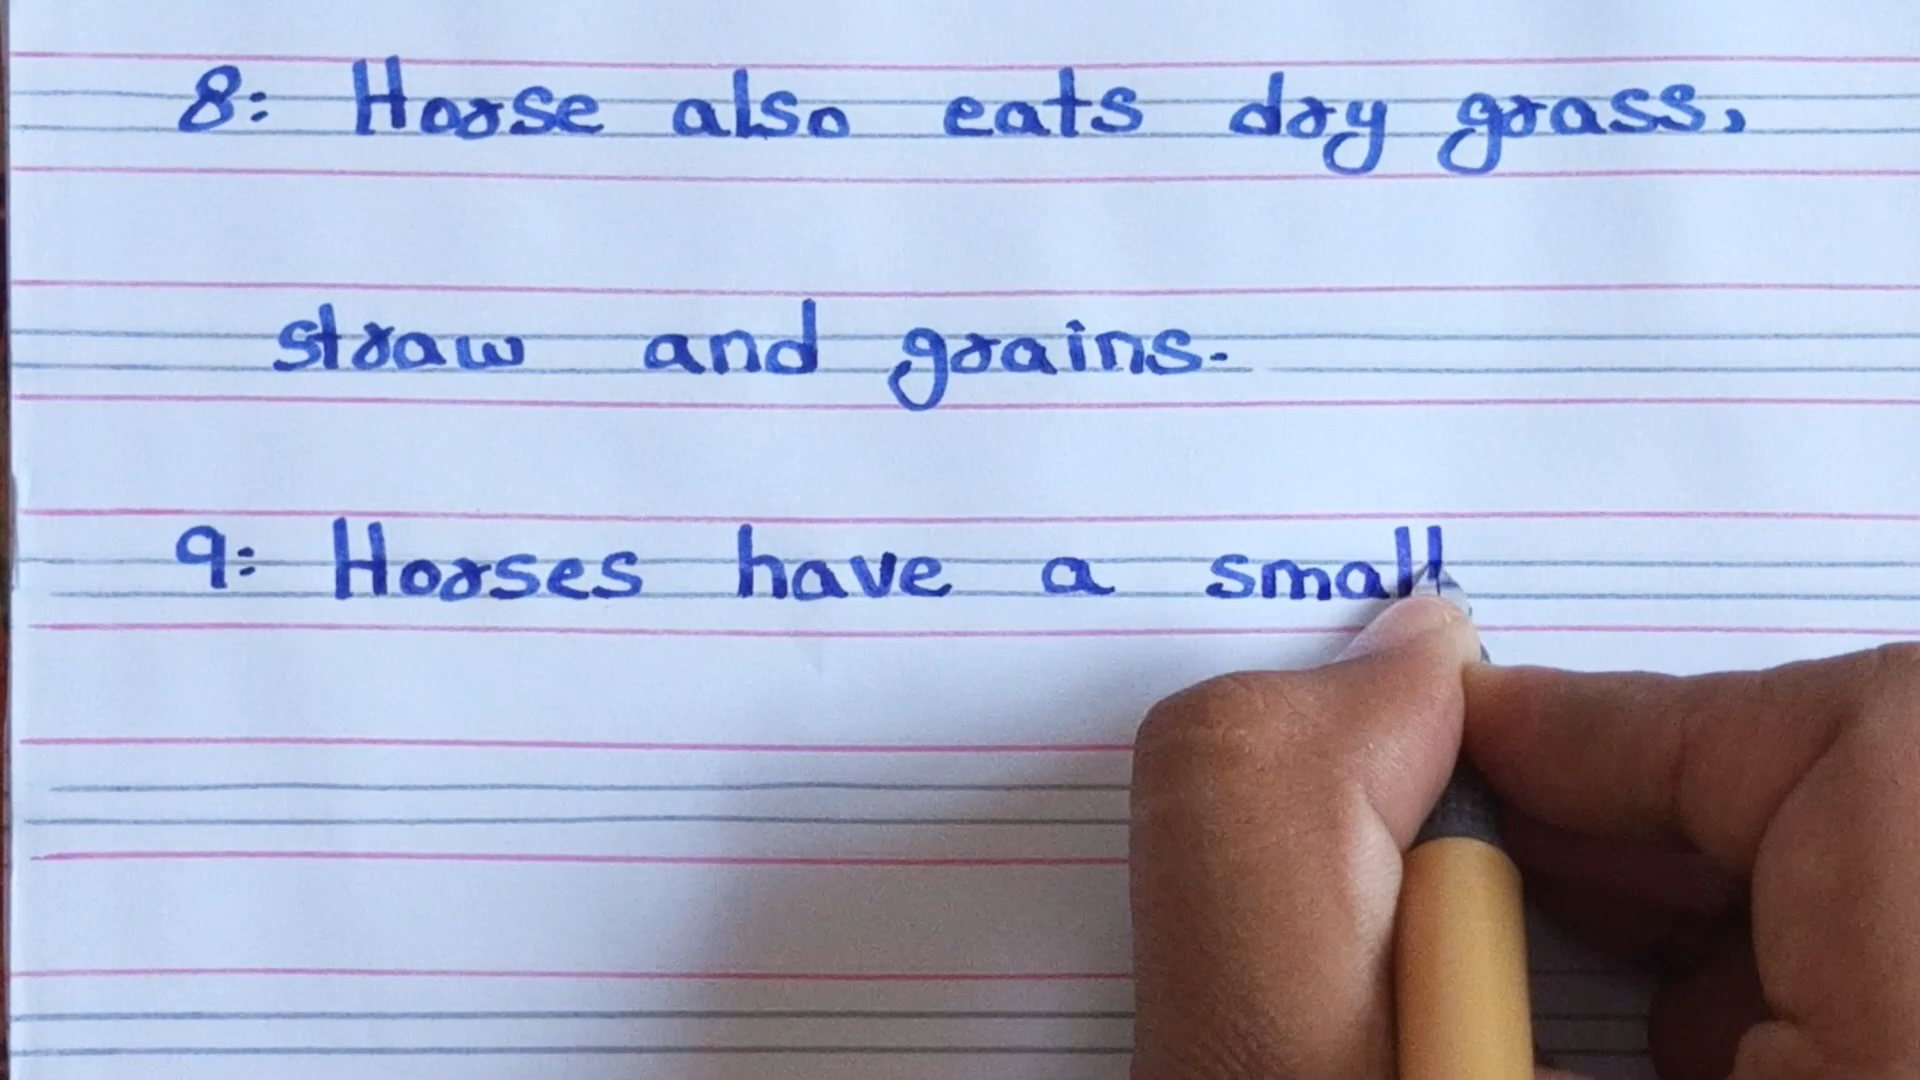 8: Horse also eats dry grass,
straw and grains.
9: Horses have a small